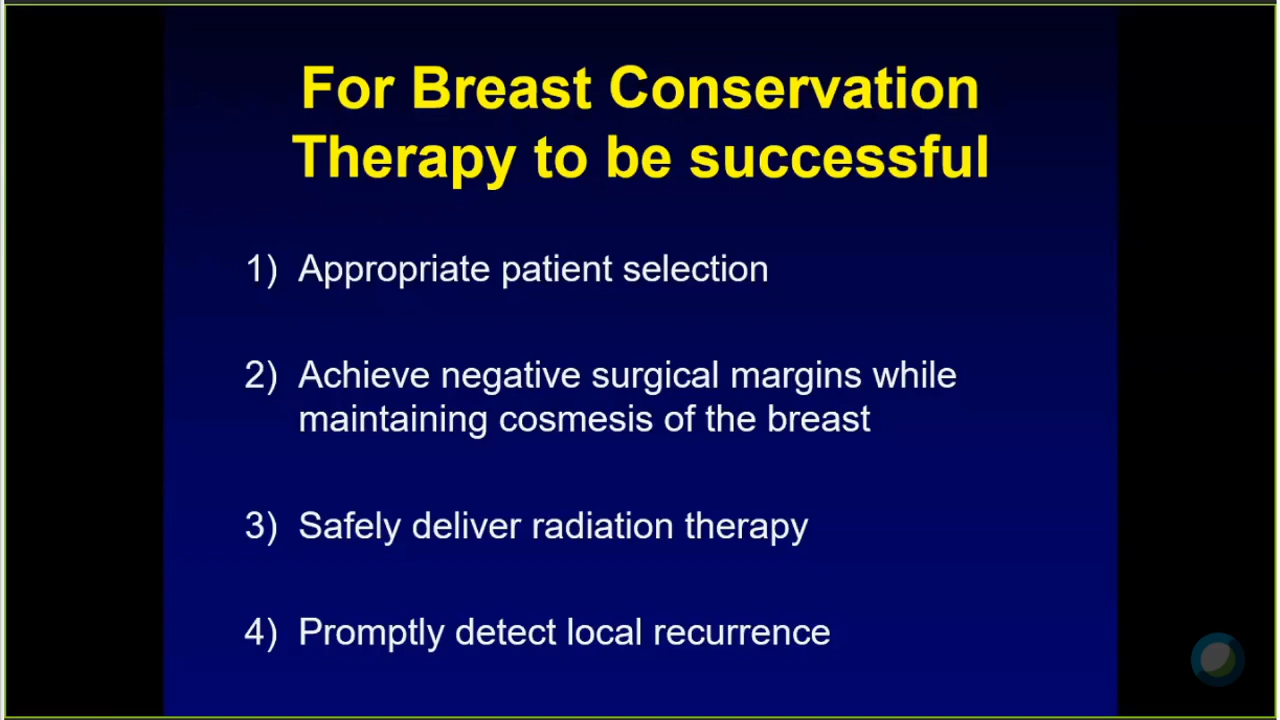 For Breast Conservation
Therapy to be successful
1) Appropriate patient selection
2) Achieve negative surgical margins while
maintaining cosmesis of the breast
3) Safely deliver radiation therapy
4) Promptly detect local recurrence